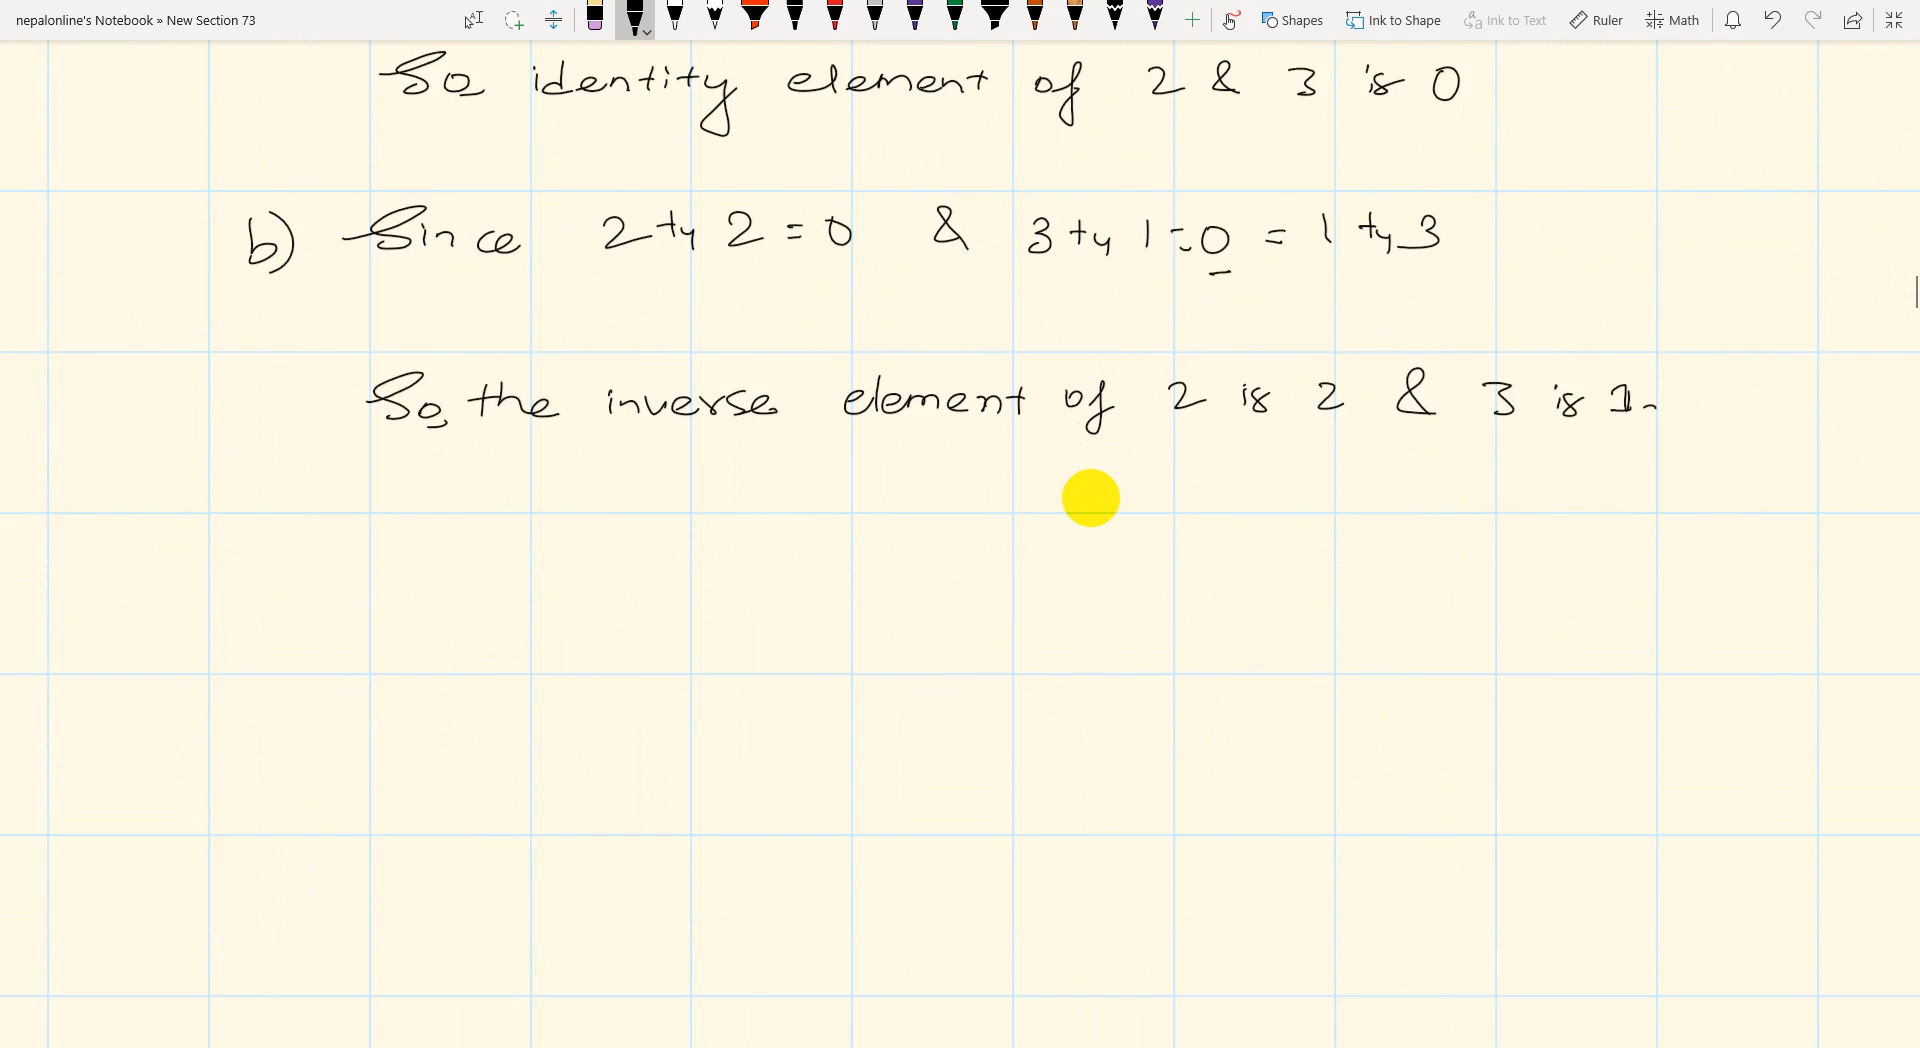 nepalonline's Notebook » New Section 73
Shapes Ink to Shape Ink to Text Ruler Math
So identity element of 2 & 3 is 0
b) Since 2 +₄ 2 = 0 & 3 +₄ 1 = 0 = 1 +₄ 3
So, the inverse element of 2 is 2 & 3 is 1.